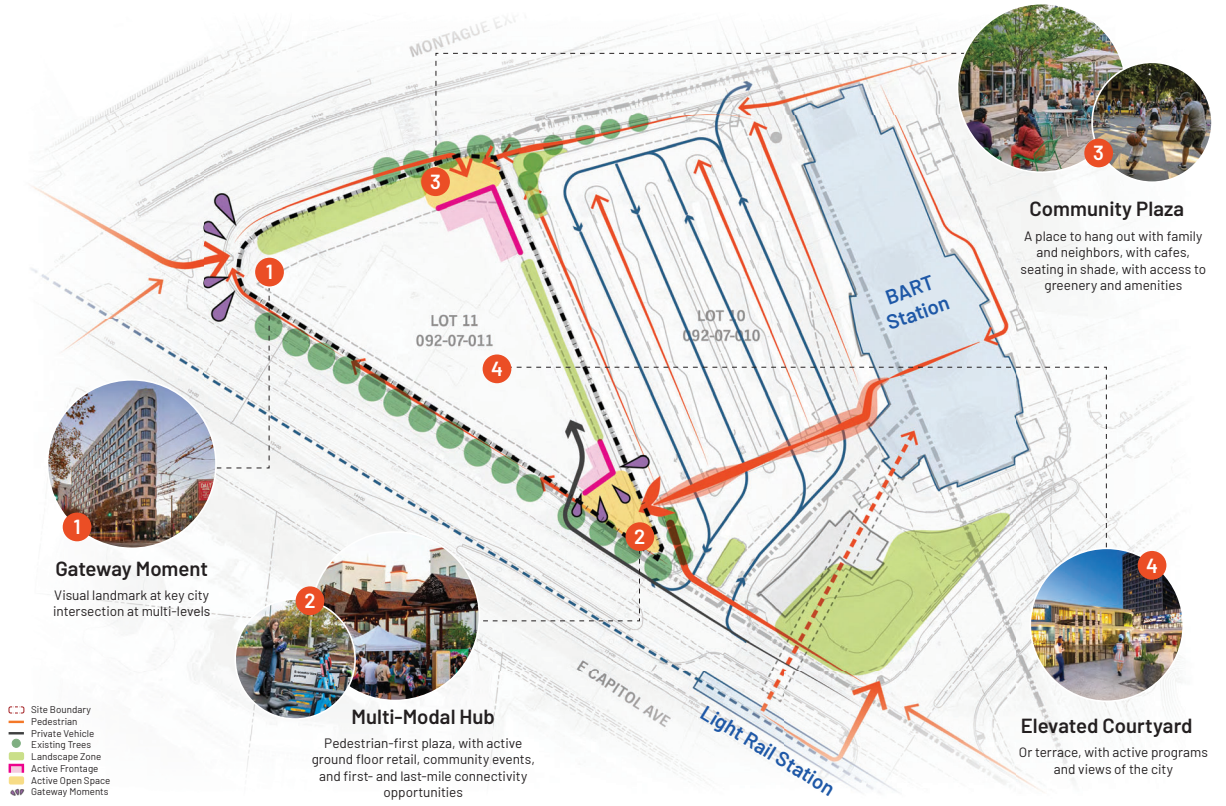 MONTAGUE EXP
3
3
Community Plaza
A place to hang out with family
and neighbors, with cafes,
seating in shade, with access to
greenery and amenities
1
LOT 11
092-07-011
LOT 10
092-07-010
BART
Station
4
1
Gateway Moment
Visual landmark at key city
intersection at multi-levels
2
2
Multi-Modal Hub
Pedestrian-first plaza, with active
ground floor retail, community events,
and first- and last-mile connectivity
opportunities
E CAPITOL AVE
Light Rail Station
4
Elevated Courtyard
Or terrace, with active programs
and views of the city
Site Boundary
Pedestrian
Private Vehicle
Existing Trees
Landscape Zone
Active Frontage
Active Open Space
Gateway Moments